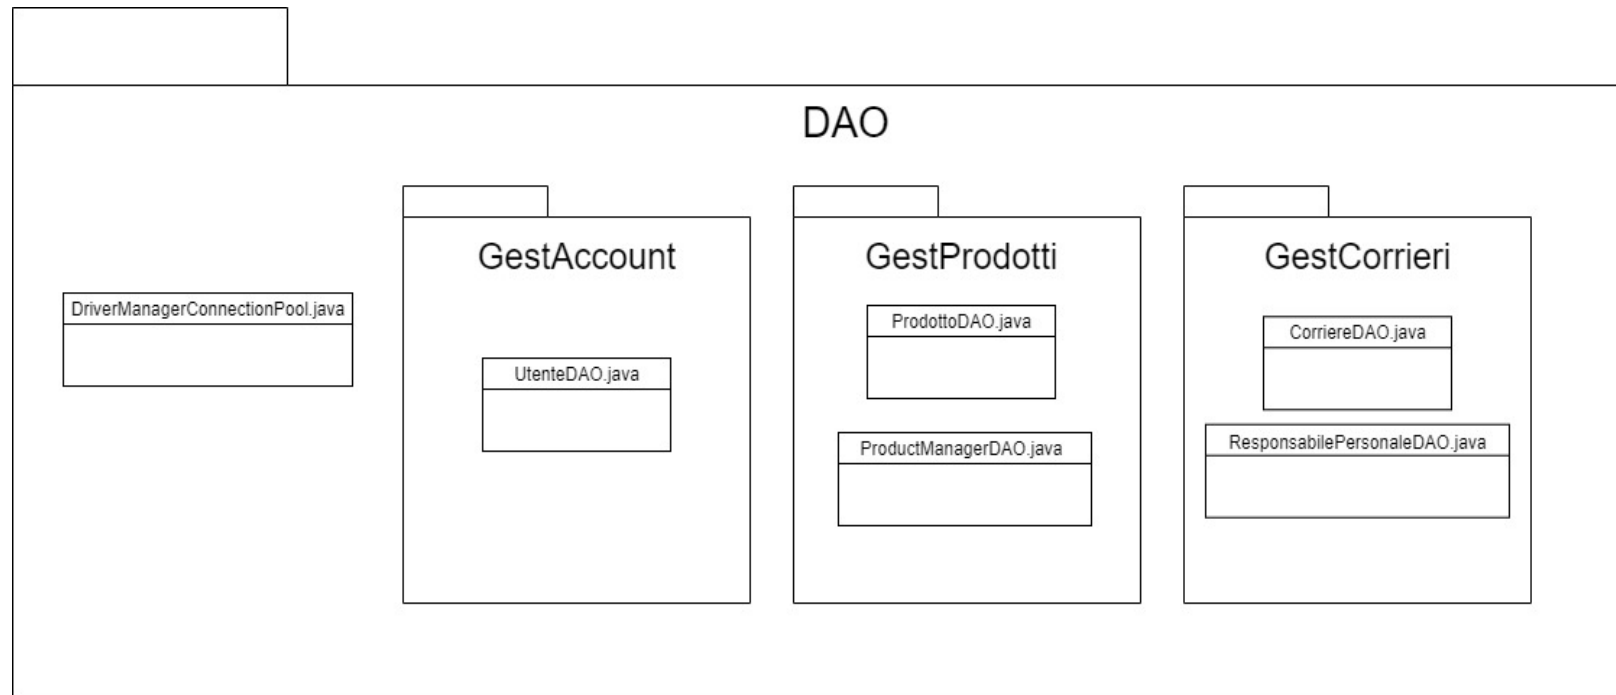 DAO
DriverManagerConnectionPool.java
GestAccount
UtenteDAO.java
GestProdotti
ProdottoDAO.java
ProductManagerDAO.java
GestCorrieri
CorriereDAO.java
ResponsabilePersonaleDAO.java